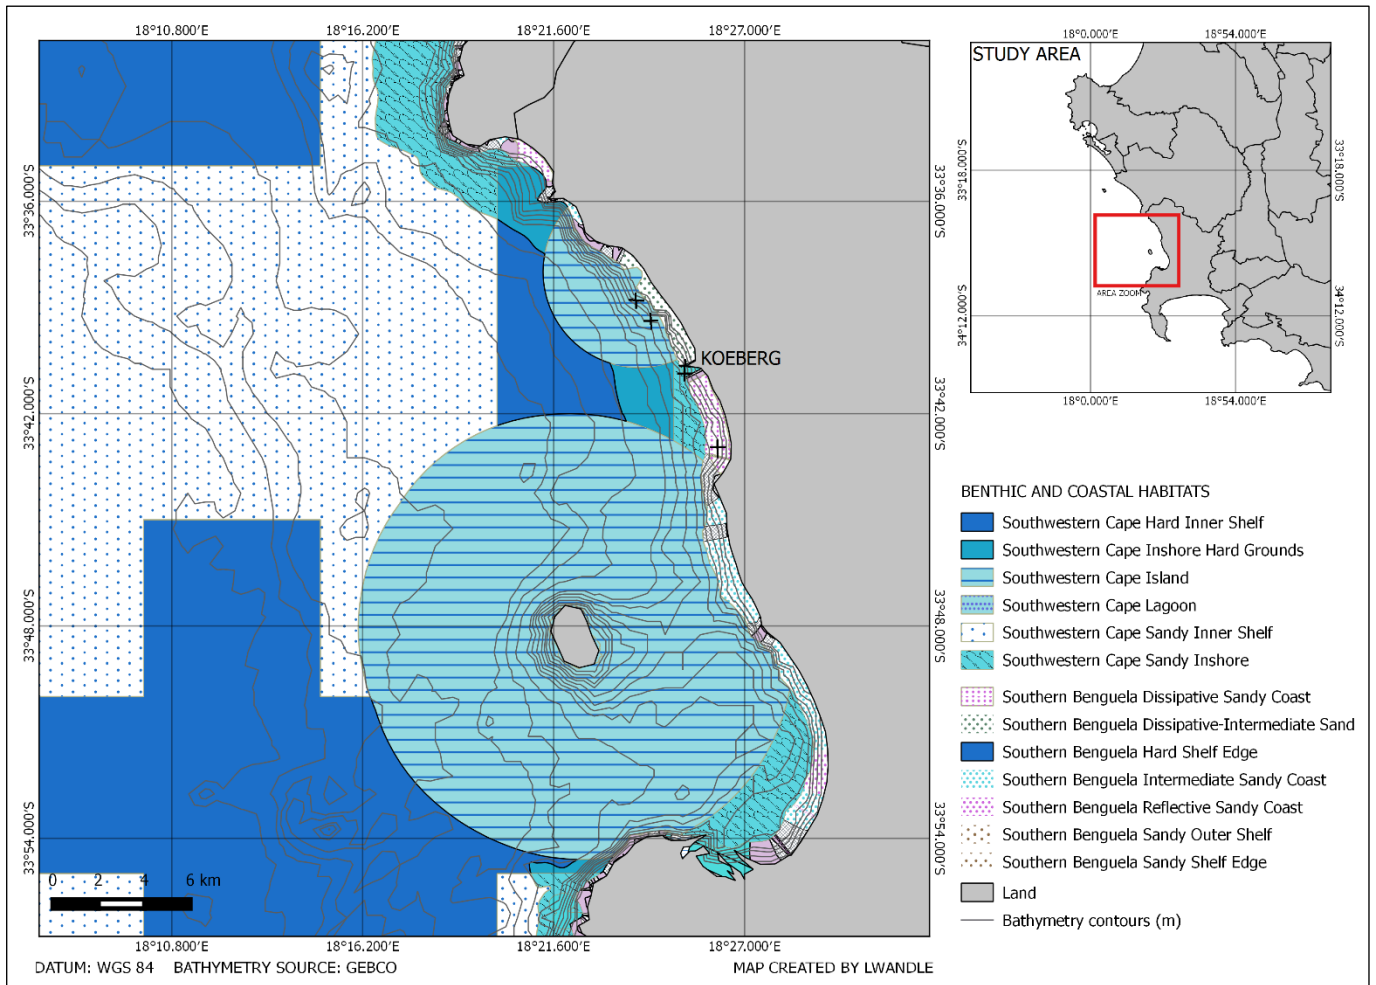 18°10.800'E 18°16.200'E 18°21.600'E 18°27.000'E
18°0.000'E 18°54.000'E
STUDY AREA
33°18.000'S 33°18.000'S
34°12.000'S 34°12.000'S
AREA ZOOM
18°0.000'E 18°54.000'E
33°36.000'S 33°36.000'S
KOEBERG
33°42.000'S 33°42.000'S
33°48.000'S 33°48.000'S
33°54.000'S 33°54.000'S
BENTHIC AND COASTAL HABITATS
Southwestern Cape Hard Inner Shelf
Southwestern Cape Inshore Hard Grounds
Southwestern Cape Island
Southwestern Cape Lagoon
Southwestern Cape Sandy Inner Shelf
Southwestern Cape Sandy Inshore
Southern Benguela Dissipative Sandy Coast
Southern Benguela Dissipative-Intermediate Sand
Southern Benguela Hard Shelf Edge
Southern Benguela Intermediate Sandy Coast
Southern Benguela Reflective Sandy Coast
Southern Benguela Sandy Outer Shelf
Southern Benguela Sandy Shelf Edge
Land
Bathymetry contours (m)
0 2 4 6 km
18°10.800'E 18°16.200'E 18°21.600'E 18°27.000'E
DATUM: WGS 84 BATHYMETRY SOURCE: GEBCO MAP CREATED BY LWANDLE